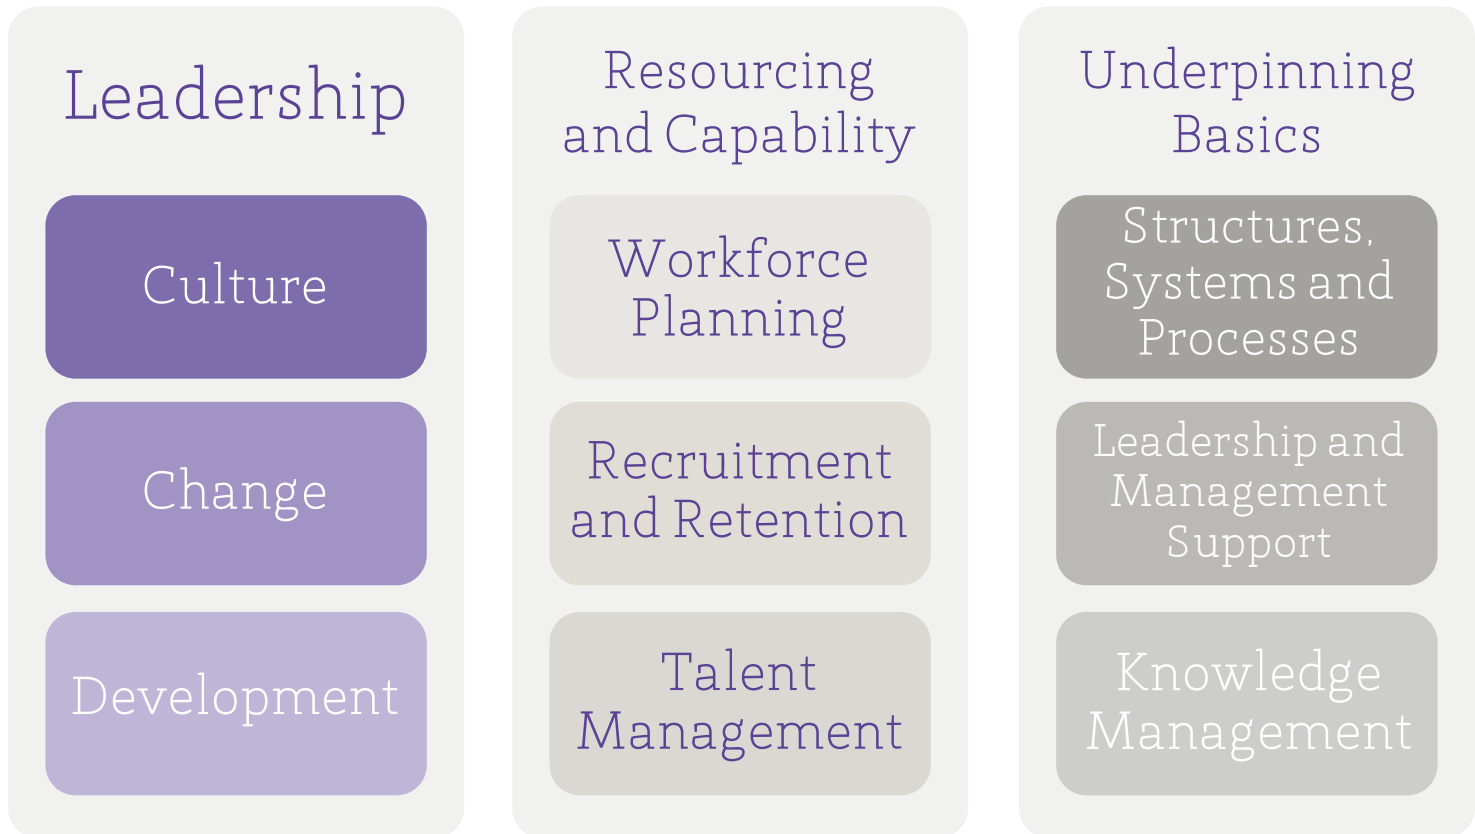 Leadership
Culture
Change
Development
Resourcing
and Capability
Workforce
Planning
Recruitment
and Retention
Talent
Management
Underpinning
Basics
Structures,
Systems and
Processes
Leadership and
Management
Support
Knowledge
Management